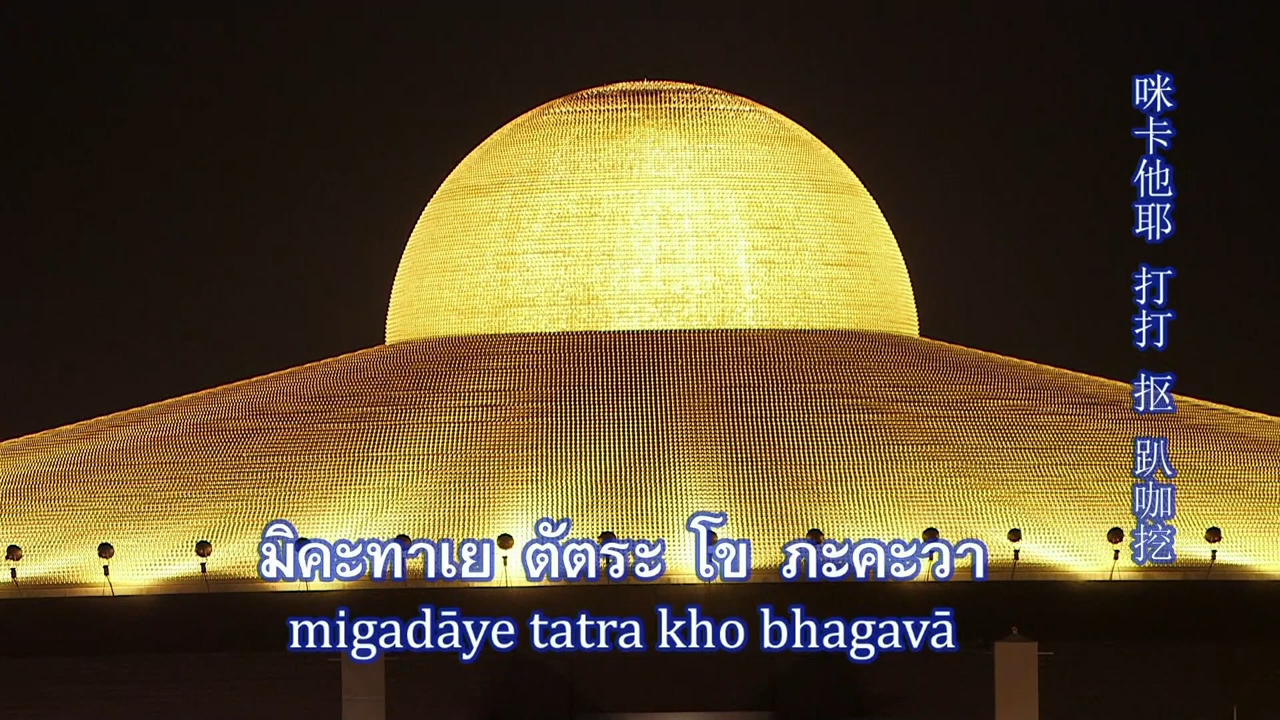 มิคะทาเย ตัตระ โข ภะคะวา
migadāye tatra kho bhagavā
咪卡他耶 打打 抠 趴咖挖